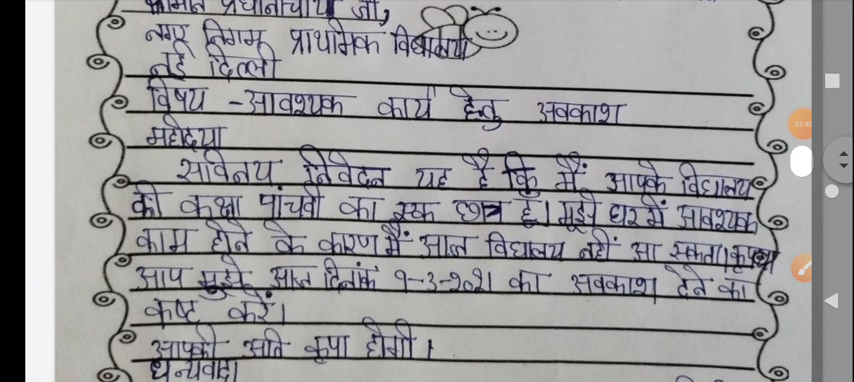 श्रीमान प्रधानाचार्या जी,
नगर निगम प्राथमिक विद्यालय
नई दिल्ली
विषय -आवश्यक कार्य हेतु अवकाश
महोदया
सविनय निवेदन यह है कि मैं आपके विद्यालय
की कक्षा पांचवी का एक छात्र हूँ। मुझे घर में आवश्यक
काम होने के कारण मैं आज विद्यालय नहीं आ सकता। कृपया
आप मुझे आज दिनांक 9-3-2021 का अवकाश देने का
कष्ट करें।
आपकी अति कृपा होगी।
धन्यवाद।
01:40